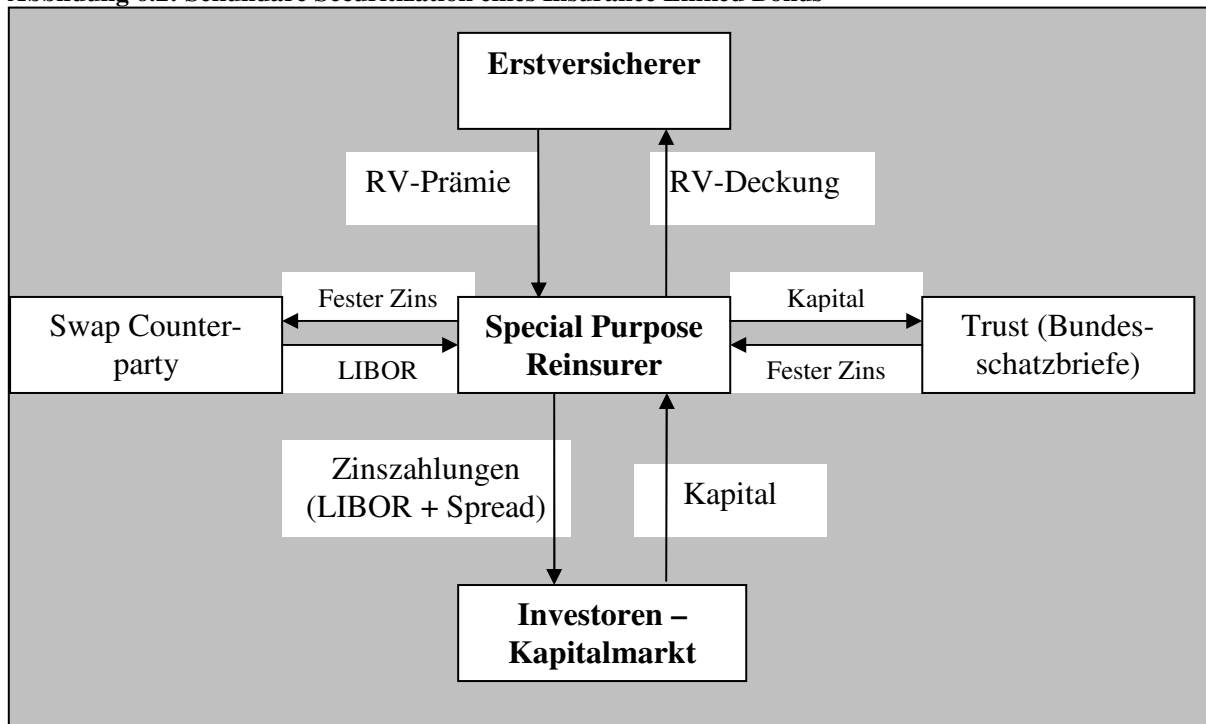 Erstversicherer
RV-Prämie
RV-Deckung
Fester Zins
Kapital
Swap Counter-
party
Special Purpose
Reinsurer
Trust (Bundes-
schatzbriefe)
LIBOR
Fester Zins
Zinszahlungen
(LIBOR + Spread)
Kapital
Investoren –
Kapitalmarkt